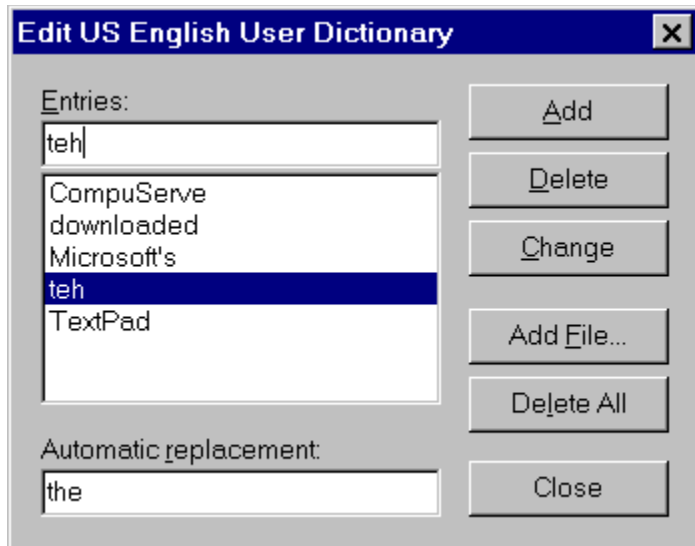 Edit US English User Dictionary
Entries:
teh
CompuServe
downloaded
Microsoft's
teh
TextPad
Automatic replacement:
the
Add
Delete
Change
Add File...
Delete All
Close